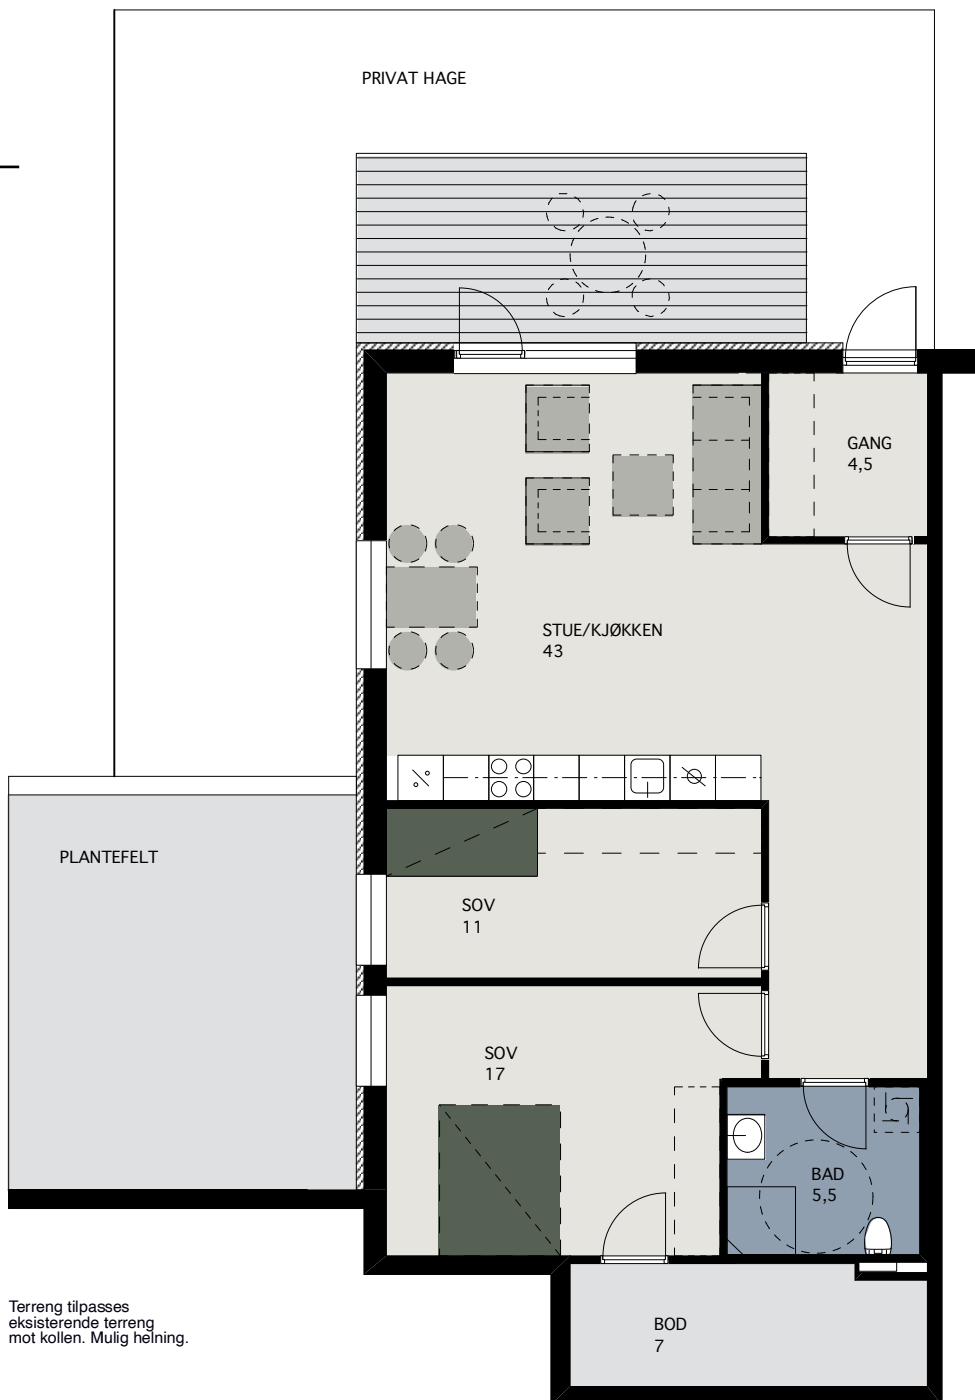 PRIVAT HAGE
GANG
4,5
STUE/KJØKKEN
43
PLANTEFELT
SOV
11
SOV
17
BAD
5,5
Terreng tilpasses
eksisterende terreng
mot kollen. Mulig helning.
BOD
7